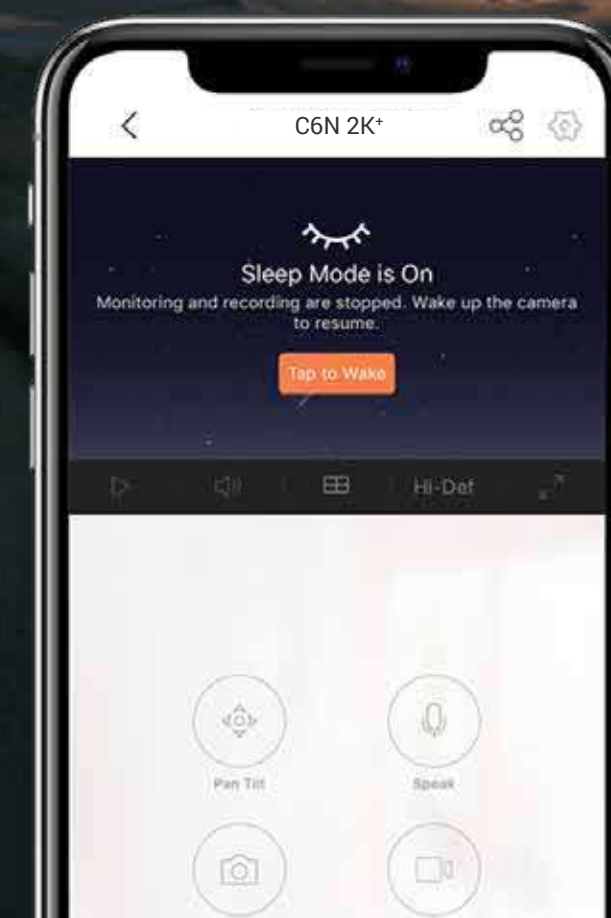 C6N 2K⁺
Sleep Mode is On
Monitoring and recording are stopped. Wake up the camera
to resume.
Tap to Wake
Hi-Def
Pan Tilt
Speak